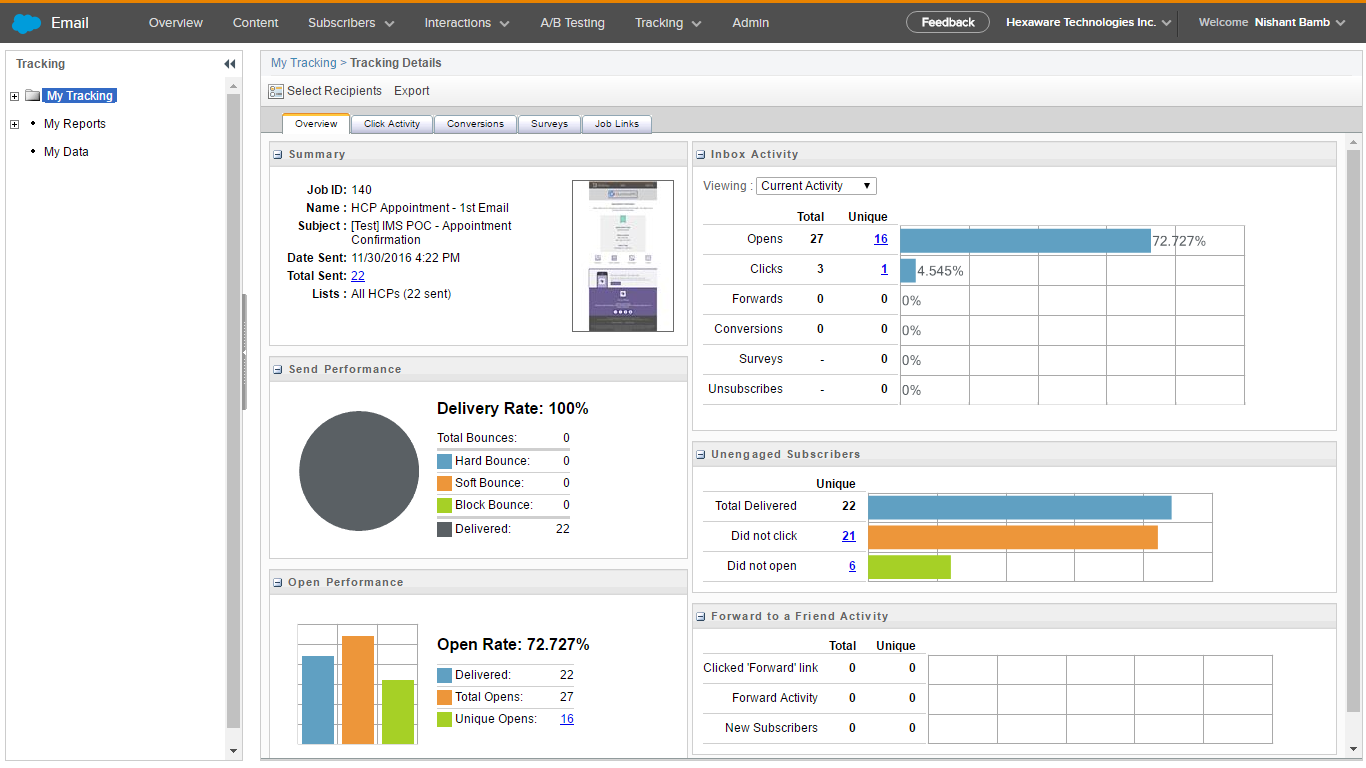 Email Overview Content Subscribers Interactions A/B Testing Tracking Admin Feedback Hexaware Technologies Inc. Welcome Nishant Bamb
Tracking
My Tracking
My Reports
My Data
My Tracking > Tracking Details
Select Recipients Export
Overview Click Activity Conversions Surveys Job Links
Summary
Job ID: 140
Name : HCP Appointment - 1st Email
Subject : [Test] IMS POC - Appointment
Confirmation
Date Sent: 11/30/2016 4:22 PM
Total Sent: 22
Lists : All HCPs (22 sent)
Send Performance
Delivery Rate: 100%
Total Bounces: 0
Hard Bounce: 0
Soft Bounce: 0
Block Bounce: 0
Delivered: 22
Open Performance
Open Rate: 72.727%
Delivered: 22
Total Opens: 27
Unique Opens: 16
Inbox Activity
Viewing : Current Activity
Total Unique
Opens 27 16 72.727%
Clicks 3 1 4.545%
Forwards 0 0 0%
Conversions 0 0 0%
Surveys - 0 0%
Unsubscribes - 0 0%
Unengaged Subscribers
Unique
Total Delivered 22
Did not click 21
Did not open 6
Forward to a Friend Activity
Total Unique
Clicked 'Forward' link 0 0
Forward Activity 0 0
New Subscribers 0 0